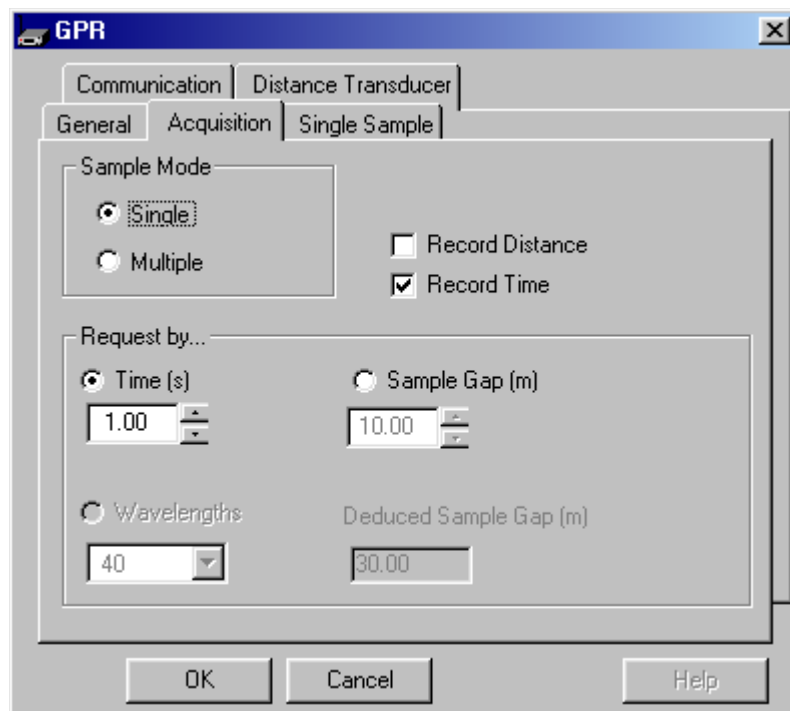 GPR
Communication Distance Transducer
General Acquisition Single Sample
Sample Mode
Single
Multiple
Record Distance
Record Time
Request by...
Time (s) Sample Gap (m)
1.00 10.00
Wavelengths Deduced Sample Gap (m)
40 30.00
OK Cancel Help